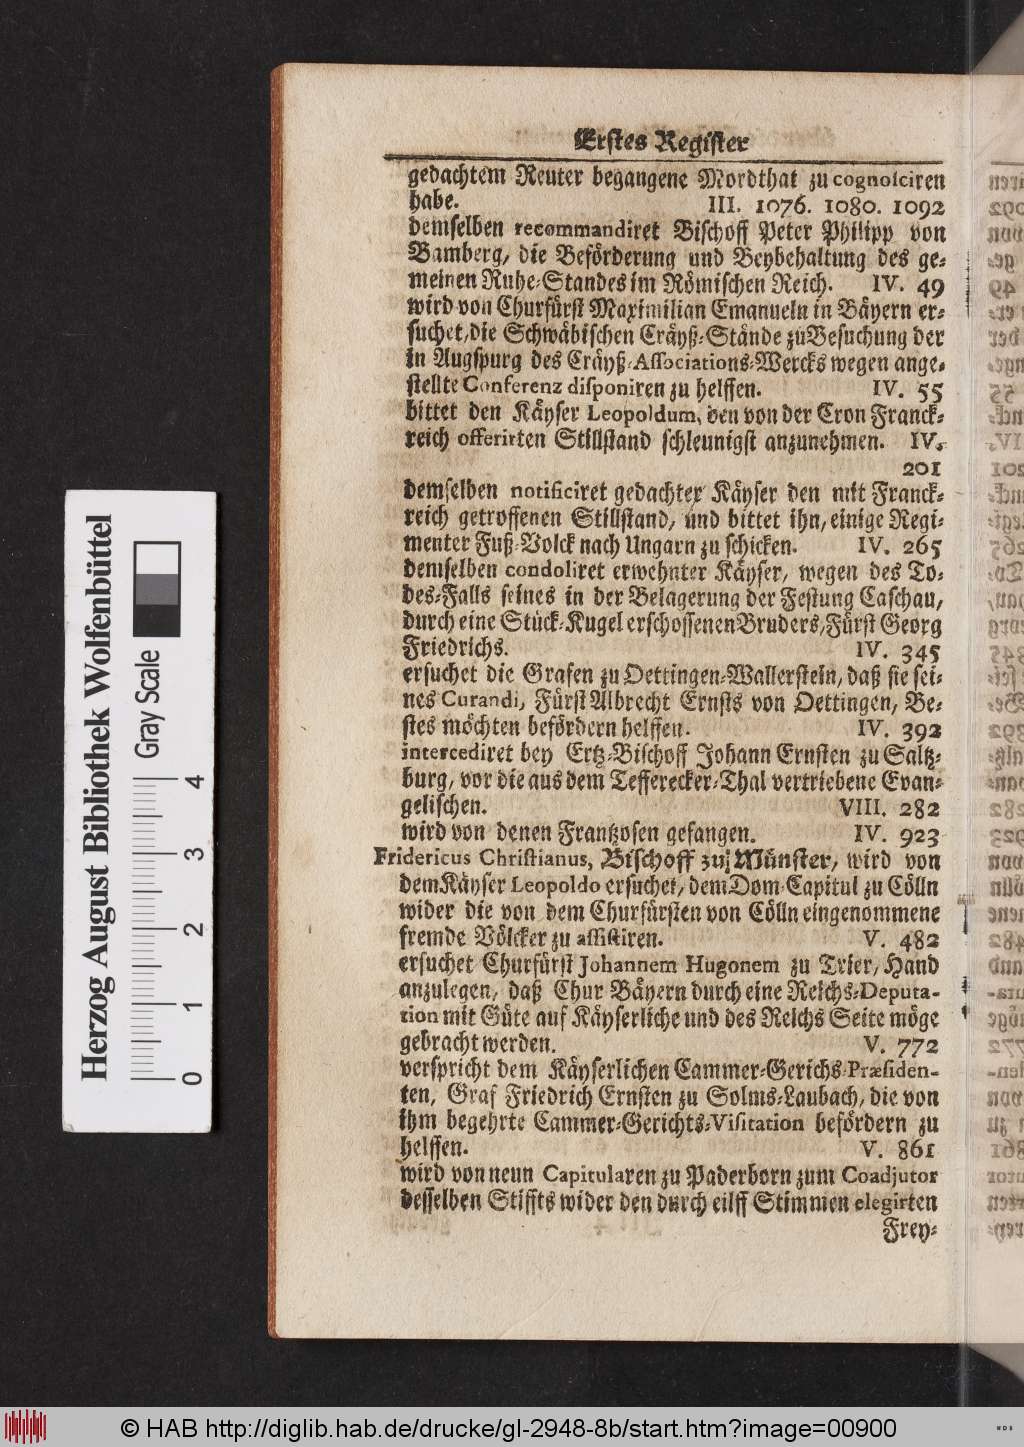 Erstes Register
gedachtem Reuter begangene Mordthat zu cognosciren
habe. III. 1076. 1080. 1092
demselben recommandiret Bischoff Peter Philipp von
Bamberg, die Beförderung und Beybehaltung des ge-
meinen Ruhe-Standes im Römischen Reich. IV. 49
wird von Churfürst Maximilian Emanueln in Bäyern er-
suchet, die Schwäbischen Cräyß-Stände zu Besuchung der
in Augspurg des Cräyß-Associations-Wercks wegen ange-
stellte Conferenz disponiren zu helffen. IV. 55
bittet den Käyser Leopoldum, den von der Cron Franck-
reich offerirten Stillstand schleunigst anzunehmen. IV.
201
demselben notificiret gedachter Käyser den mit Franck-
reich getroffenen Stillstand, und bittet ihn, einige Regi-
menter Fuß-Volck nach Ungarn zu schicken. IV. 265
demselben condoliret erwehnter Käyser, wegen des To-
des-Falls seines in der Belagerung der Festung Caschau,
durch eine Stück-Kugel erschossenen Bruders, Fürst Georg
Friedrichs. IV. 345
ersuchet die Grafen zu Oettingen-Wallerstein, daß sie sei-
nes Curandi, Fürst Albrecht Ernsts von Oettingen, Be-
stes möchten befördern helffen. IV. 392
intercediret bey Ertz-Bischoff Johann Ernsten zu Saltz-
burg, vor die aus dem Tefferecker-Thal vertriebene Evan-
gelischen. VIII. 282
wird von denen Frantzosen gefangen. IV. 923
Fridericus Christianus, Bischoff zu Münster, wird von
dem Käyser Leopoldo ersuchet, dem Dom-Capitul zu Cölln
wider die von dem Churfürsten von Cölln eingenommene
fremde Völcker zu assistiren. V. 482
ersuchet Churfürst Johannem Hugonem zu Trier, Hand
anzulegen, daß Chur Bäyern durch eine Reichs-Deputa-
tion mit Güte auf Käyserliche und des Reichs Seite möge
gebracht werden. V. 772
verspricht dem Käyserlichen Cammer-Gerichs-Præsiden-
ten, Graf Friedrich Ernsten zu Solms-Laubach, die von
ihm begehrte Cammer-Gerichts-Visitation befördern zu
helffen. V. 861
wird von neun Capitularen zu Paderborn zum Coadjutor
desselben Stiffts wider den durch eilff Stimmen elegirten
Frey-
Herzog August Bibliothek Wolfenbüttel
Gray Scale
0 1 2 3 4
© HAB http://diglib.hab.de/drucke/gl-2948-8b/start.htm?image=00900